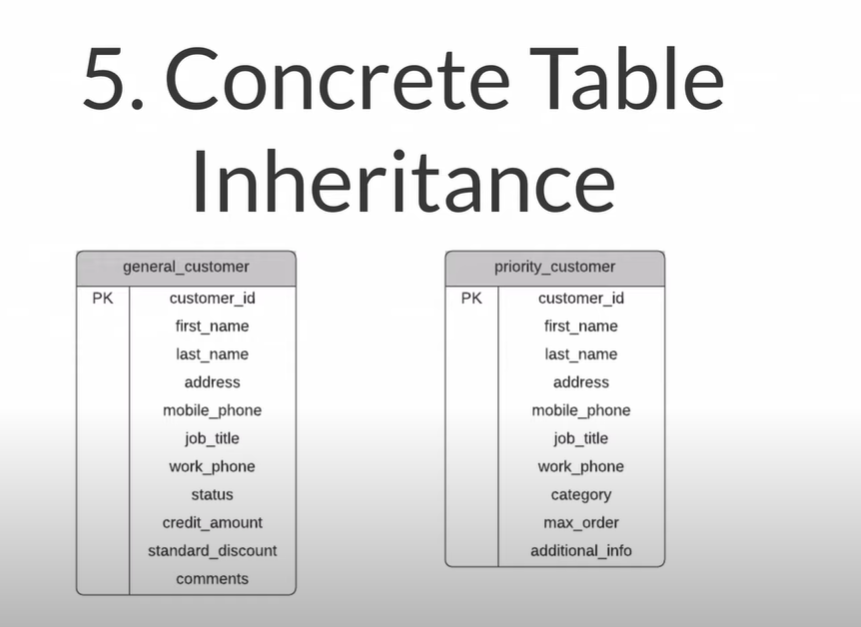 5. Concrete Table
Inheritance
general_customer
PK customer_id
first_name
last_name
address
mobile_phone
job_title
work_phone
status
credit_amount
standard_discount
comments
priority_customer
PK customer_id
first_name
last_name
address
mobile_phone
job_title
work_phone
category
max_order
additional_info